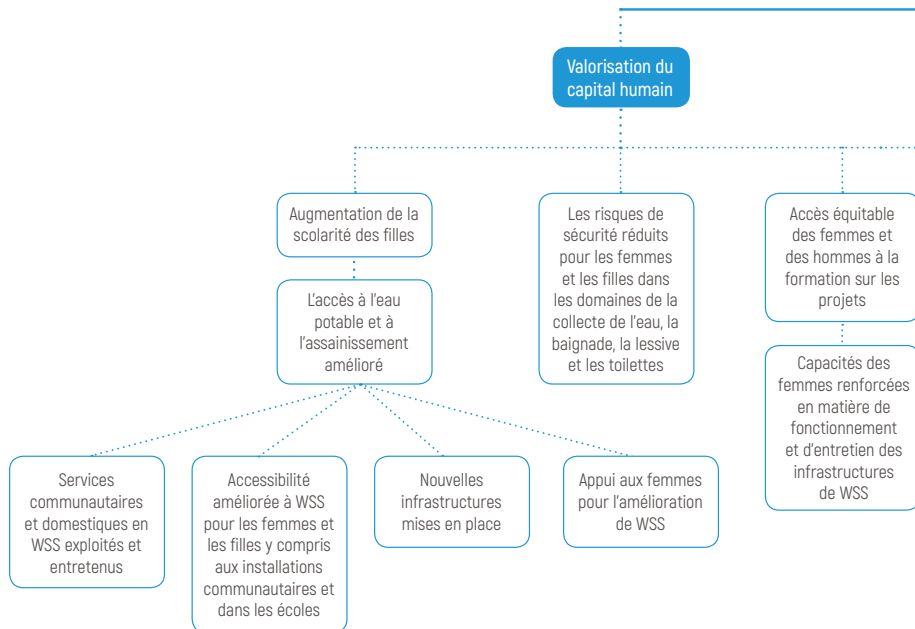 Valorisation du
capital humain
Augmentation de la
scolarité des filles
Les risques de
sécurité réduits
pour les femmes
et les filles dans
les domaines de la
collecte de l'eau, la
baignade, la lessive
et les toilettes
Accès équitable
des femmes et
des hommes à la
formation sur les
projets
L'accès à l'eau
potable et à
l'assainissement
amélioré
Capacités des
femmes renforcées
en matière de
fonctionnement
et d'entretien des
infrastructures
de WSS
Services
communautaires
et domestiques en
WSS exploités et
entretenus
Accessibilité
améliorée à WSS
pour les femmes et
les filles y compris
aux installations
communautaires et
dans les écoles
Nouvelles
infrastructures
mises en place
Appui aux femmes
pour l'amélioration
de WSS